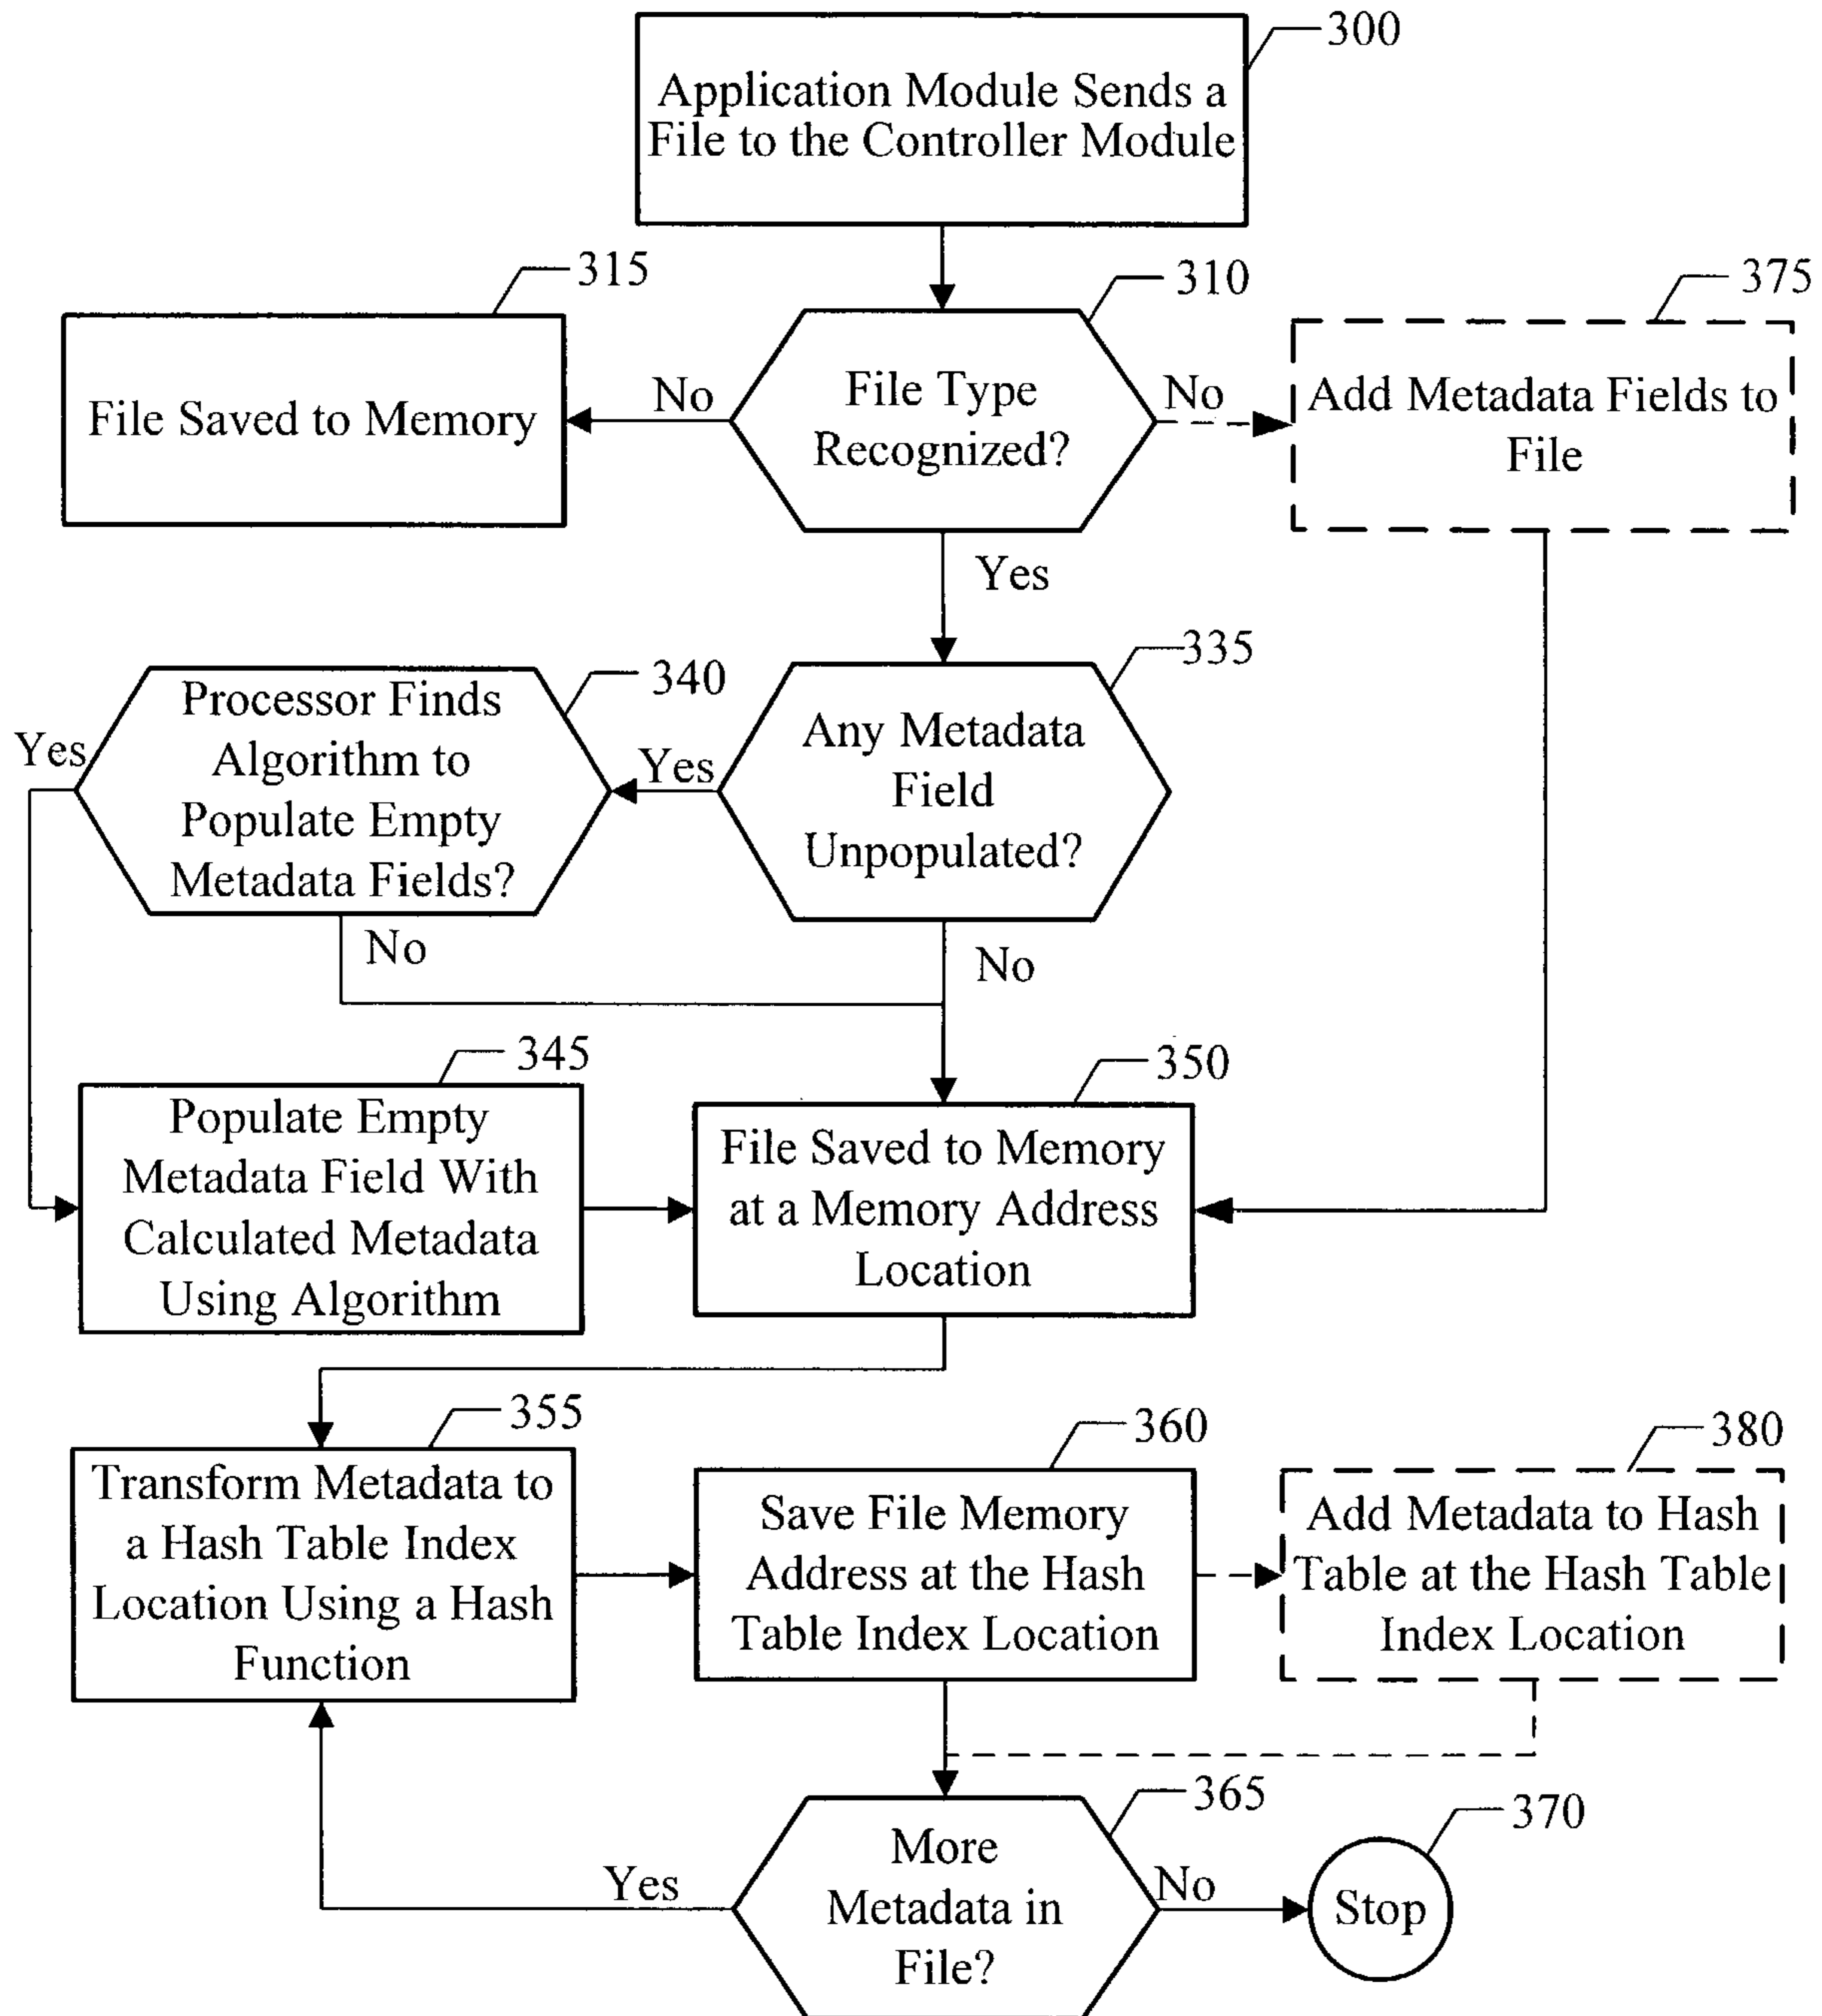 300
Application Module Sends a
File to the Controller Module
315
310
375
File Saved to Memory
No
File Type
Recognized?
No
Add Metadata Fields to
File
Yes
340
335
Processor Finds
Algorithm to
Populate Empty
Metadata Fields?
Yes
Yes
Any Metadata
Field
Unpopulated?
No
No
345
350
Populate Empty
Metadata Field With
Calculated Metadata
Using Algorithm
File Saved to Memory
at a Memory Address
Location
355
360
380
Transform Metadata to
a Hash Table Index
Location Using a Hash
Function
Save File Memory
Address at the Hash
Table Index Location
Add Metadata to Hash
Table at the Hash Table
Index Location
365
370
Yes
More
Metadata in
File?
No
Stop